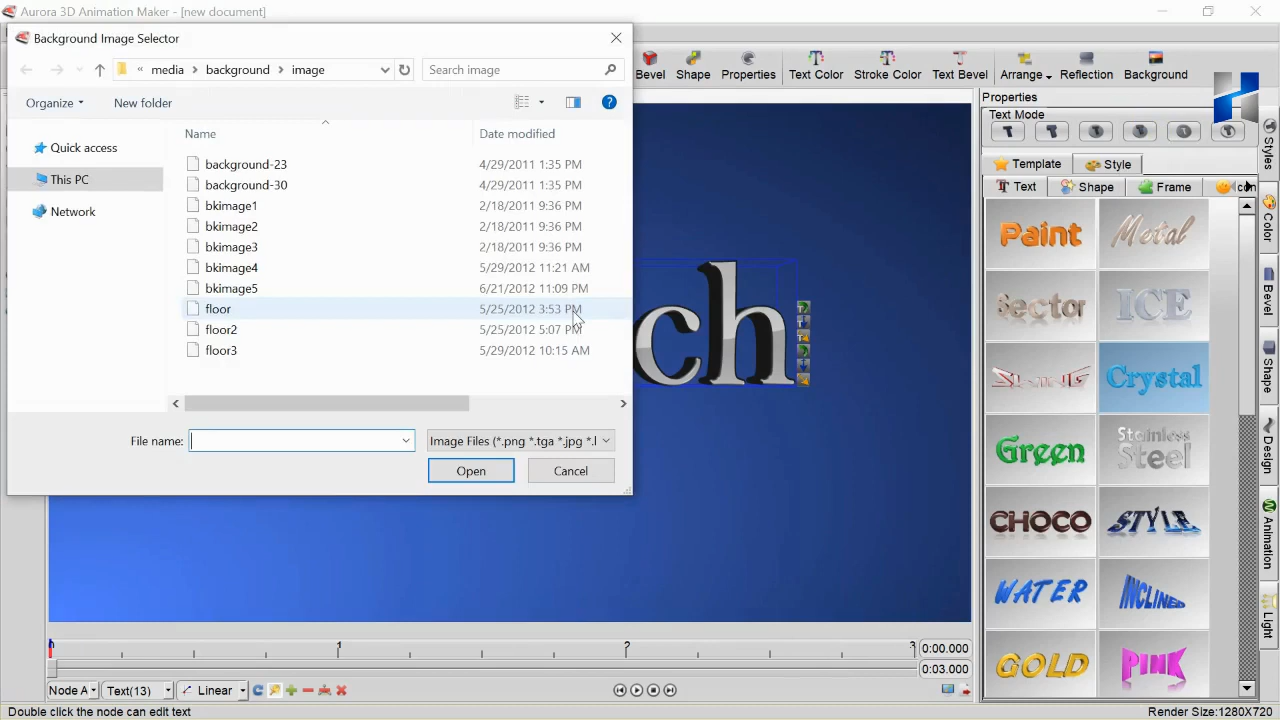 Aurora 3D Animation Maker - [new document]
Background Image Selector
« media › background › image
Search image
Bevel Shape Properties Text Color Stroke Color Text Bevel Arrange Reflection Background
Organize
New folder
Properties
Text Mode
Name
Date modified
Quick access
This PC
Network
background-23 4/29/2011 1:35 PM
background-30 4/29/2011 1:35 PM
bkimage1 2/18/2011 9:36 PM
bkimage2 2/18/2011 9:36 PM
bkimage3 2/18/2011 9:36 PM
bkimage4 5/29/2012 11:21 AM
bkimage5 6/21/2012 11:09 PM
floor 5/25/2012 3:53 PM
floor2 5/25/2012 5:07 PM
floor3 5/29/2012 10:15 AM
File name:
Image Files (*.png *.tga *.jpg *.l
Open
Cancel
ch
Template Style
Text Shape Frame con
Paint Metal
Sector ICE
SWING Crystal
Green Stainless
Steel
CHOCO STYLE
WATER INCLINED
GOLD PINK
Styles
Color
Bevel
Shape
Design
Animation
Light
0 1 2 3
0:00.000
0:03.000
Node A Text(13) Linear
Double click the node can edit text
Render Size:1280X720